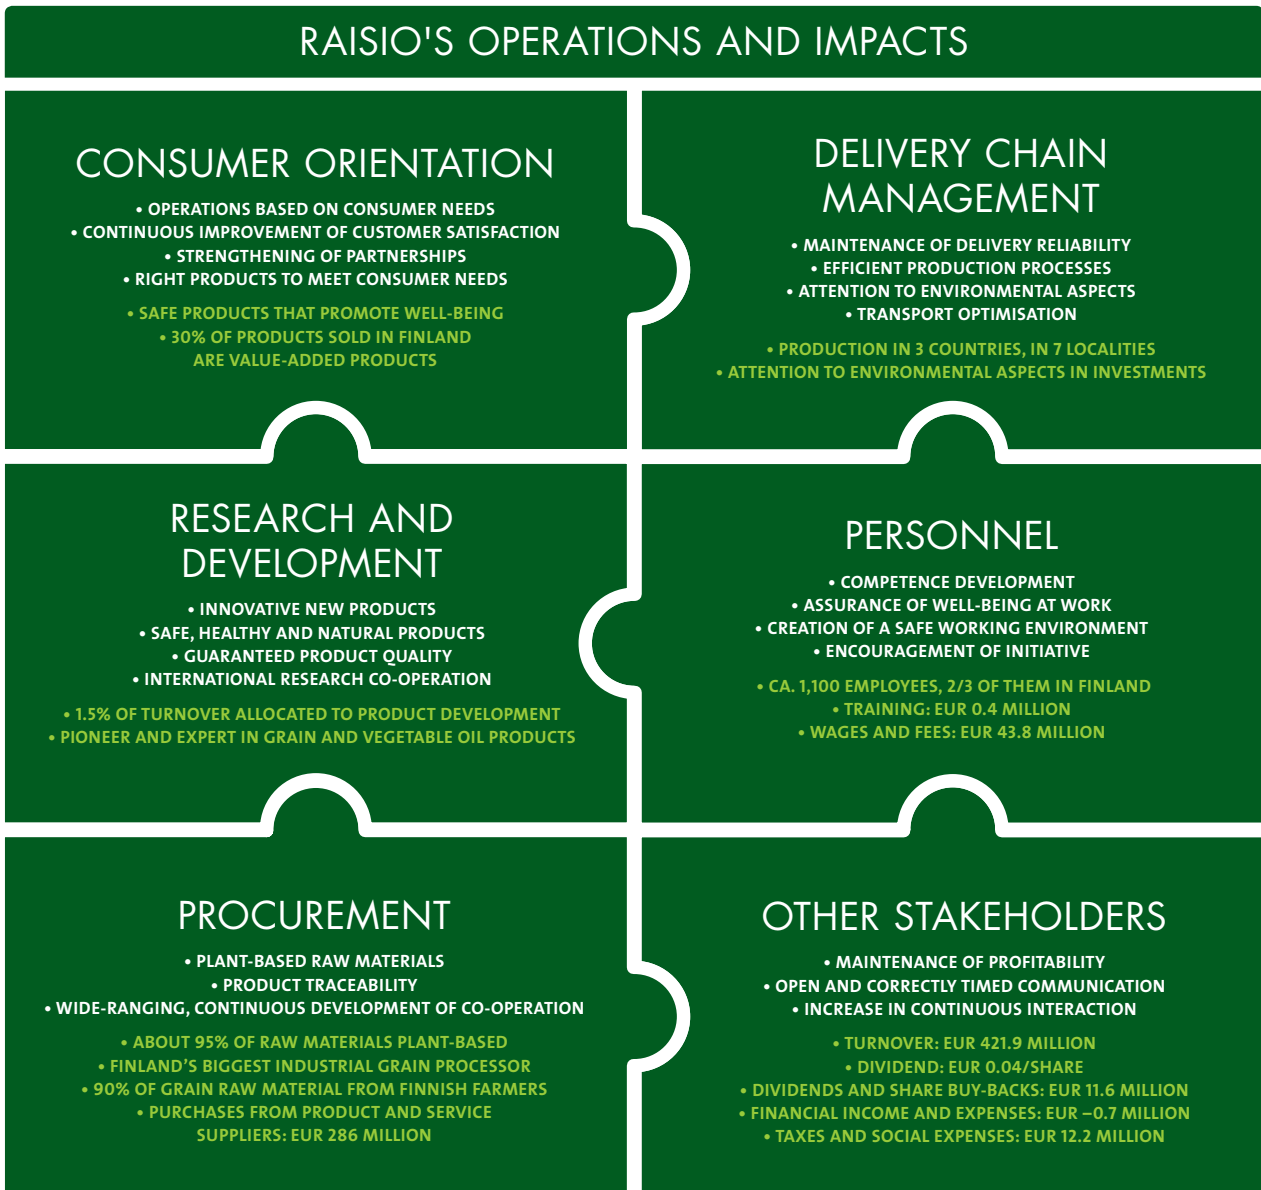 RAISIO'S OPERATIONS AND IMPACTS
CONSUMER ORIENTATION
• OPERATIONS BASED ON CONSUMER NEEDS
• CONTINUOUS IMPROVEMENT OF CUSTOMER SATISFACTION
• STRENGTHENING OF PARTNERSHIPS
• RIGHT PRODUCTS TO MEET CONSUMER NEEDS
• SAFE PRODUCTS THAT PROMOTE WELL-BEING
• 30% OF PRODUCTS SOLD IN FINLAND
ARE VALUE-ADDED PRODUCTS
DELIVERY CHAIN
MANAGEMENT
• MAINTENANCE OF DELIVERY RELIABILITY
• EFFICIENT PRODUCTION PROCESSES
• ATTENTION TO ENVIRONMENTAL ASPECTS
• TRANSPORT OPTIMISATION
• PRODUCTION IN 3 COUNTRIES, IN 7 LOCALITIES
• ATTENTION TO ENVIRONMENTAL ASPECTS IN INVESTMENTS
RESEARCH AND
DEVELOPMENT
• INNOVATIVE NEW PRODUCTS
• SAFE, HEALTHY AND NATURAL PRODUCTS
• GUARANTEED PRODUCT QUALITY
• INTERNATIONAL RESEARCH CO-OPERATION
• 1.5% OF TURNOVER ALLOCATED TO PRODUCT DEVELOPMENT
• PIONEER AND EXPERT IN GRAIN AND VEGETABLE OIL PRODUCTS
PERSONNEL
• COMPETENCE DEVELOPMENT
• ASSURANCE OF WELL-BEING AT WORK
• CREATION OF A SAFE WORKING ENVIRONMENT
• ENCOURAGEMENT OF INITIATIVE
• CA. 1,100 EMPLOYEES, 2/3 OF THEM IN FINLAND
• TRAINING: EUR 0.4 MILLION
• WAGES AND FEES: EUR 43.8 MILLION
PROCUREMENT
• PLANT-BASED RAW MATERIALS
• PRODUCT TRACEABILITY
• WIDE-RANGING, CONTINUOUS DEVELOPMENT OF CO-OPERATION
• ABOUT 95% OF RAW MATERIALS PLANT-BASED
• FINLAND’S BIGGEST INDUSTRIAL GRAIN PROCESSOR
• 90% OF GRAIN RAW MATERIAL FROM FINNISH FARMERS
• PURCHASES FROM PRODUCT AND SERVICE
SUPPLIERS: EUR 286 MILLION
OTHER STAKEHOLDERS
• MAINTENANCE OF PROFITABILITY
• OPEN AND CORRECTLY TIMED COMMUNICATION
• INCREASE IN CONTINUOUS INTERACTION
• TURNOVER: EUR 421.9 MILLION
• DIVIDEND: EUR 0.04/SHARE
• DIVIDENDS AND SHARE BUY-BACKS: EUR 11.6 MILLION
• FINANCIAL INCOME AND EXPENSES: EUR –0.7 MILLION
• TAXES AND SOCIAL EXPENSES: EUR 12.2 MILLION